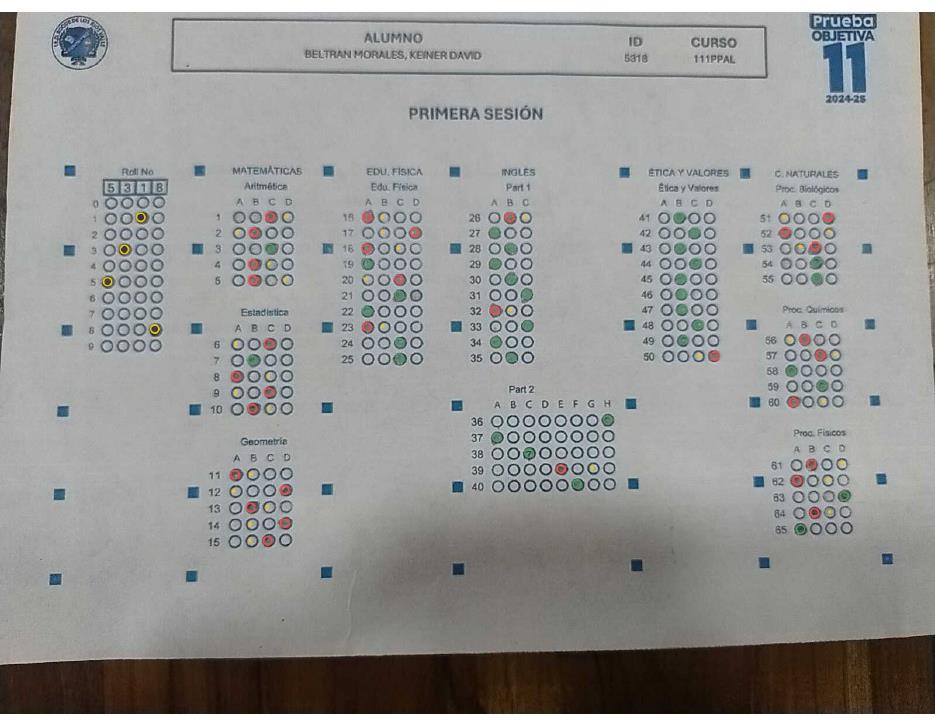 Prueba
OBJETIVA
11
2024-25
ALUMNO ID CURSO
BELTRAN MORALES, KEINER DAVID 5318 111PPAL
PRIMERA SESIÓN
Roll No
5 3 1 8
0
1
2
3
4
5
6
7
8
9
MATEMÁTICAS
Aritmética
A B C D
1
2
3
4
5
Estadística
A B C D
6
7
8
9
10
Geometría
A B C D
11
12
13
14
15
EDU. FÍSICA
Edu. Física
A B C D
16
17
18
19
20
21
22
23
24
25
INGLÉS
Part 1
A B C
26
27
28
29
30
31
32
33
34
35
Part 2
A B C D E F G H
36
37
38
39
40
ÉTICA Y VALORES
Ética y Valores
A B C D
41
42
43
44
45
46
47
48
49
50
C. NATURALES
Proc. Biológicos
A B C D
51
52
53
54
55
Proc. Químicos
A B C D
56
57
58
59
60
Proc. Físicos
A B C D
61
62
63
64
65